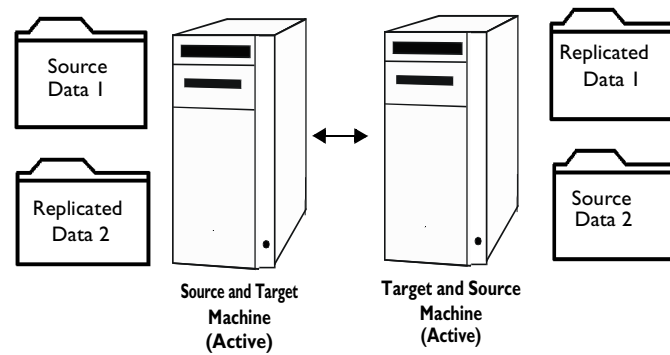 Source
Data 1
Replicated
Data 2
Source and Target
Machine
(Active)
Target and Source
Machine
(Active)
Replicated
Data 1
Source
Data 2